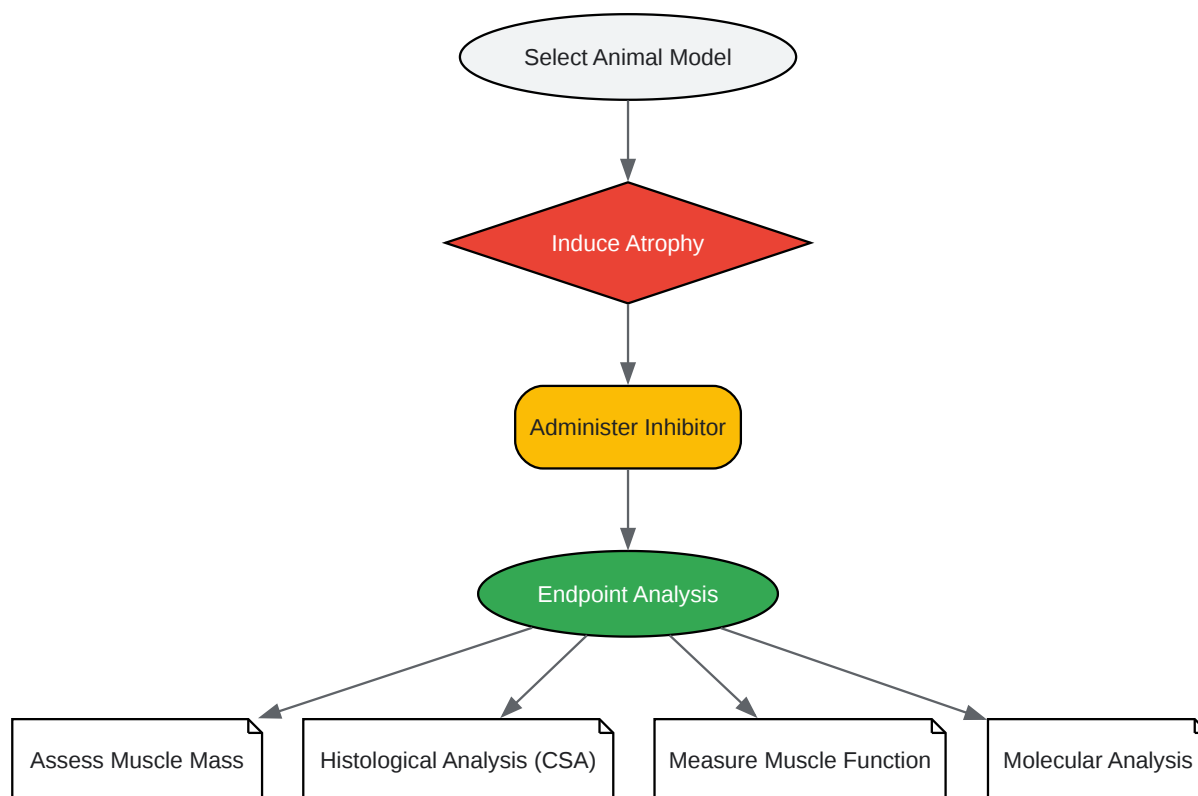 Select Animal Model
Induce Atrophy
Administer Inhibitor
Endpoint Analysis
Assess Muscle Mass
Histological Analysis (CSA)
Measure Muscle Function
Molecular Analysis